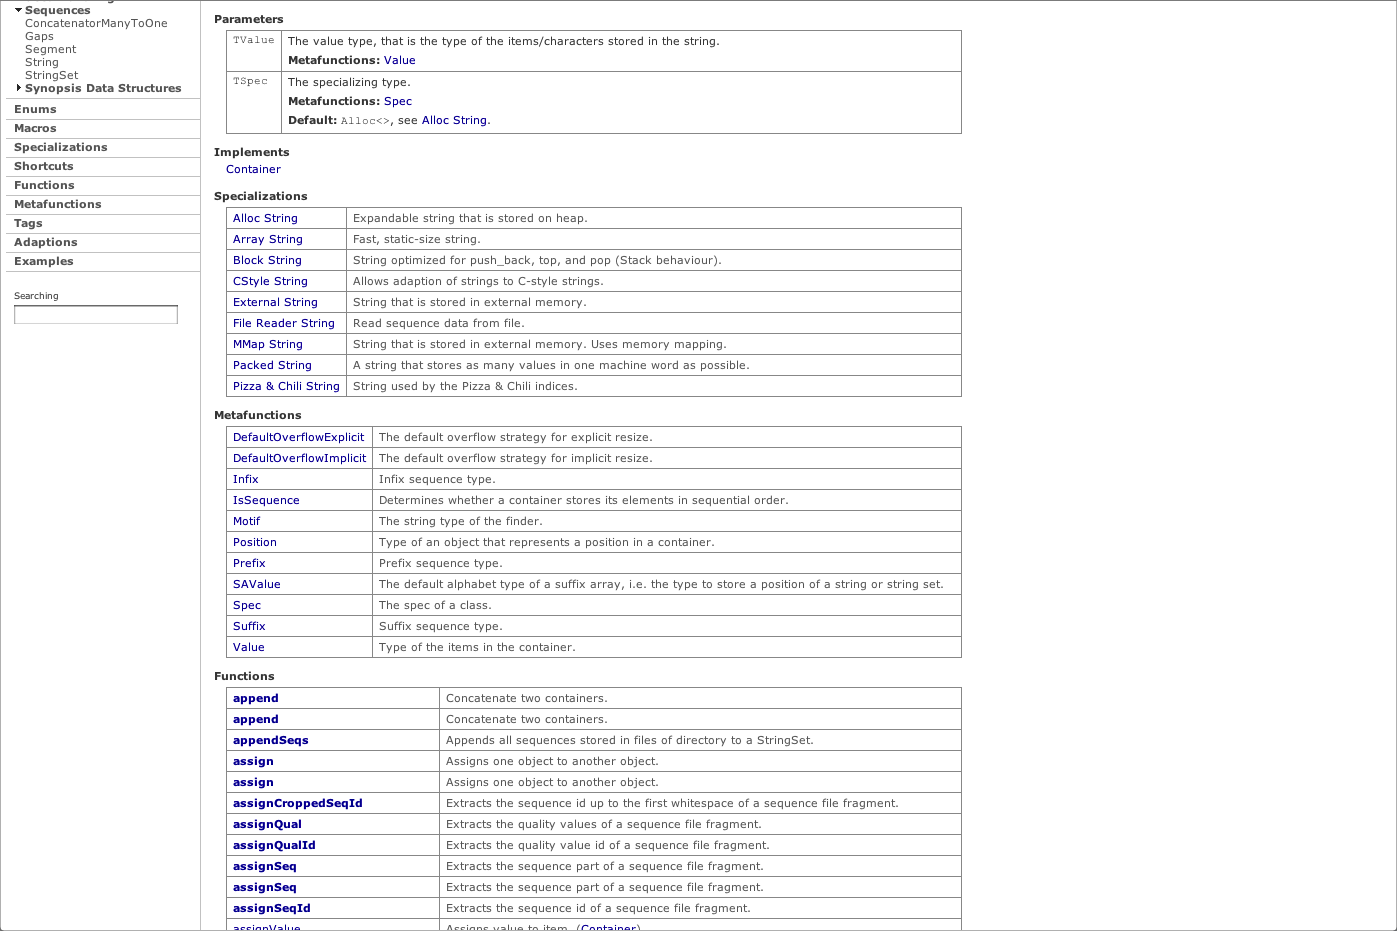 Sequences
ConcatenatorManyToOne
Gaps
Segment
String
StringSet
Synopsis Data Structures
Enums
Macros
Specializations
Shortcuts
Functions
Metafunctions
Tags
Adaptions
Examples
Searching
Parameters
TValue The value type, that is the type of the items/characters stored in the string.
Metafunctions: Value
TSpec The specializing type.
Metafunctions: Spec
Default: Alloc<>, see Alloc String.
Implements
Container
Specializations
Alloc String Expandable string that is stored on heap.
Array String Fast, static-size string.
Block String String optimized for push_back, top, and pop (Stack behaviour).
CStyle String Allows adaption of strings to C-style strings.
External String String that is stored in external memory.
File Reader String Read sequence data from file.
MMap String String that is stored in external memory. Uses memory mapping.
Packed String A string that stores as many values in one machine word as possible.
Pizza & Chili String String used by the Pizza & Chili indices.
Metafunctions
DefaultOverflowExplicit The default overflow strategy for explicit resize.
DefaultOverflowImplicit The default overflow strategy for implicit resize.
Infix Infix sequence type.
IsSequence Determines whether a container stores its elements in sequential order.
Motif The string type of the finder.
Position Type of an object that represents a position in a container.
Prefix Prefix sequence type.
SAValue The default alphabet type of a suffix array, i.e. the type to store a position of a string or string set.
Spec The spec of a class.
Suffix Suffix sequence type.
Value Type of the items in the container.
Functions
append Concatenate two containers.
append Concatenate two containers.
appendSeqs Appends all sequences stored in files of directory to a StringSet.
assign Assigns one object to another object.
assign Assigns one object to another object.
assignCroppedSeqId Extracts the sequence id up to the first whitespace of a sequence file fragment.
assignQual Extracts the quality values of a sequence file fragment.
assignQualId Extracts the quality value id of a sequence file fragment.
assignSeq Extracts the sequence part of a sequence file fragment.
assignSeq Extracts the sequence part of a sequence file fragment.
assignSeqId Extracts the sequence id of a sequence file fragment.
assignValue Assigns value to item. (Container)